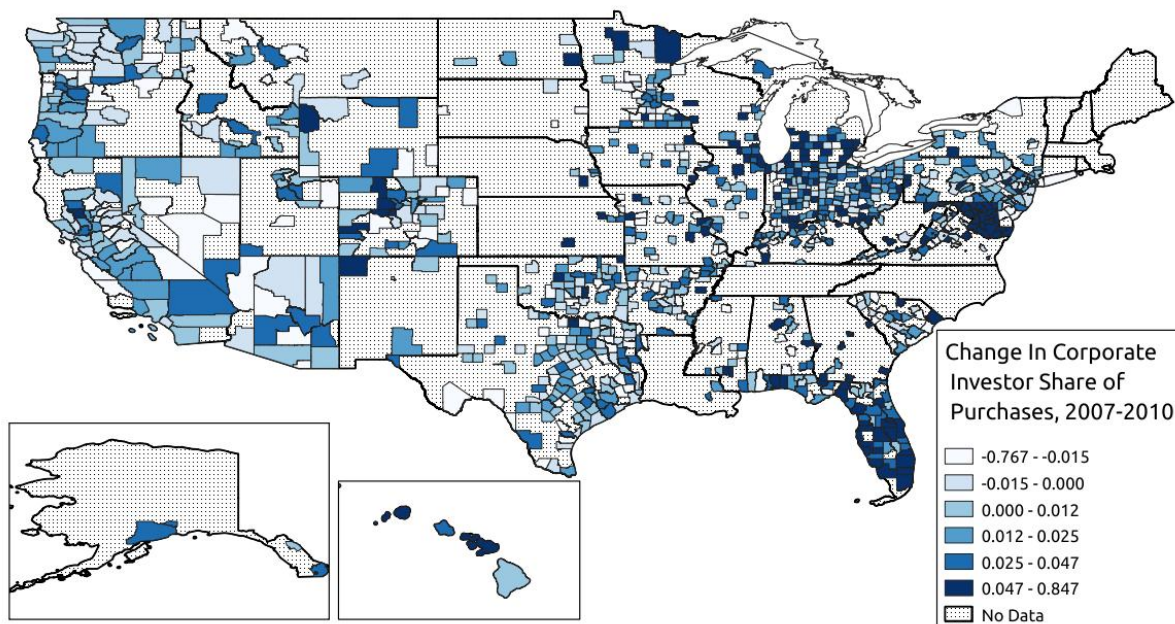 Change In Corporate
Investor Share of
Purchases, 2007-2010
-0.767 - -0.015
-0.015 - 0.000
0.000 - 0.012
0.012 - 0.025
0.025 - 0.047
0.047 - 0.847
No Data